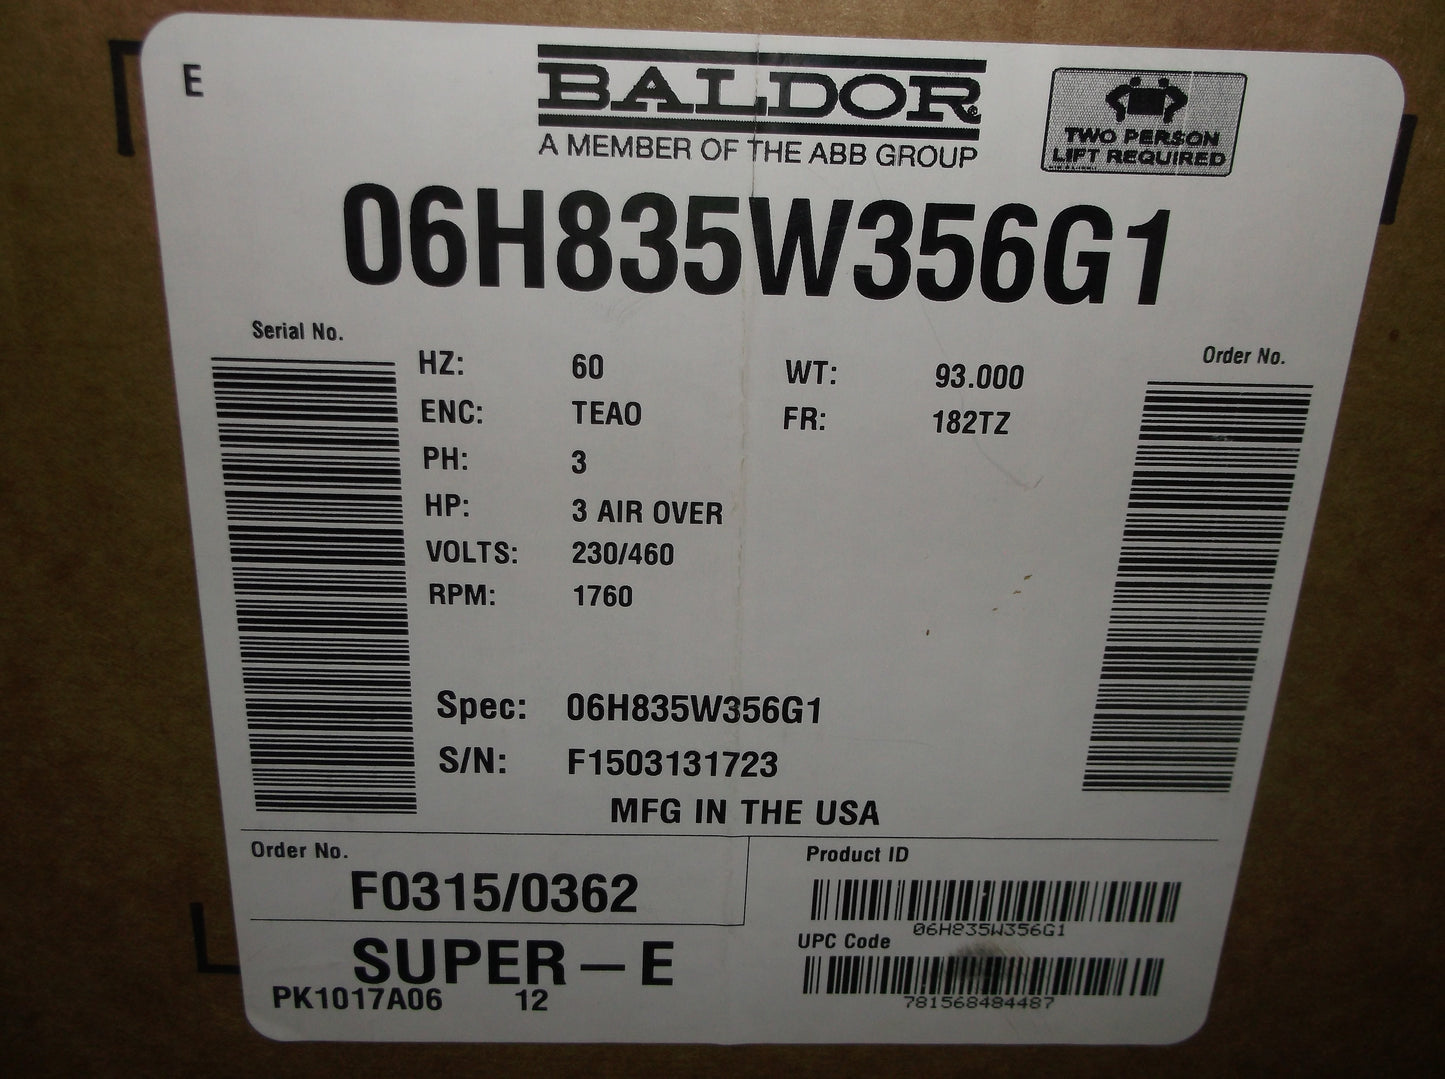 E
BALDOR
A MEMBER OF THE ABB GROUP
TWO PERSON
LIFT REQUIRED
06H835W356G1
Serial No.
Order No.
HZ: 60 WT: 93.000
ENC: TEAO FR: 182TZ
PH: 3
HP: 3 AIR OVER
VOLTS: 230/460
RPM: 1760
Spec: 06H835W356G1
S/N: F1503131723
MFG IN THE USA
Order No.
F0315/0362
Product ID
06H835W356G1
SUPER – E
UPC Code
781568484487
PK1017A06 12